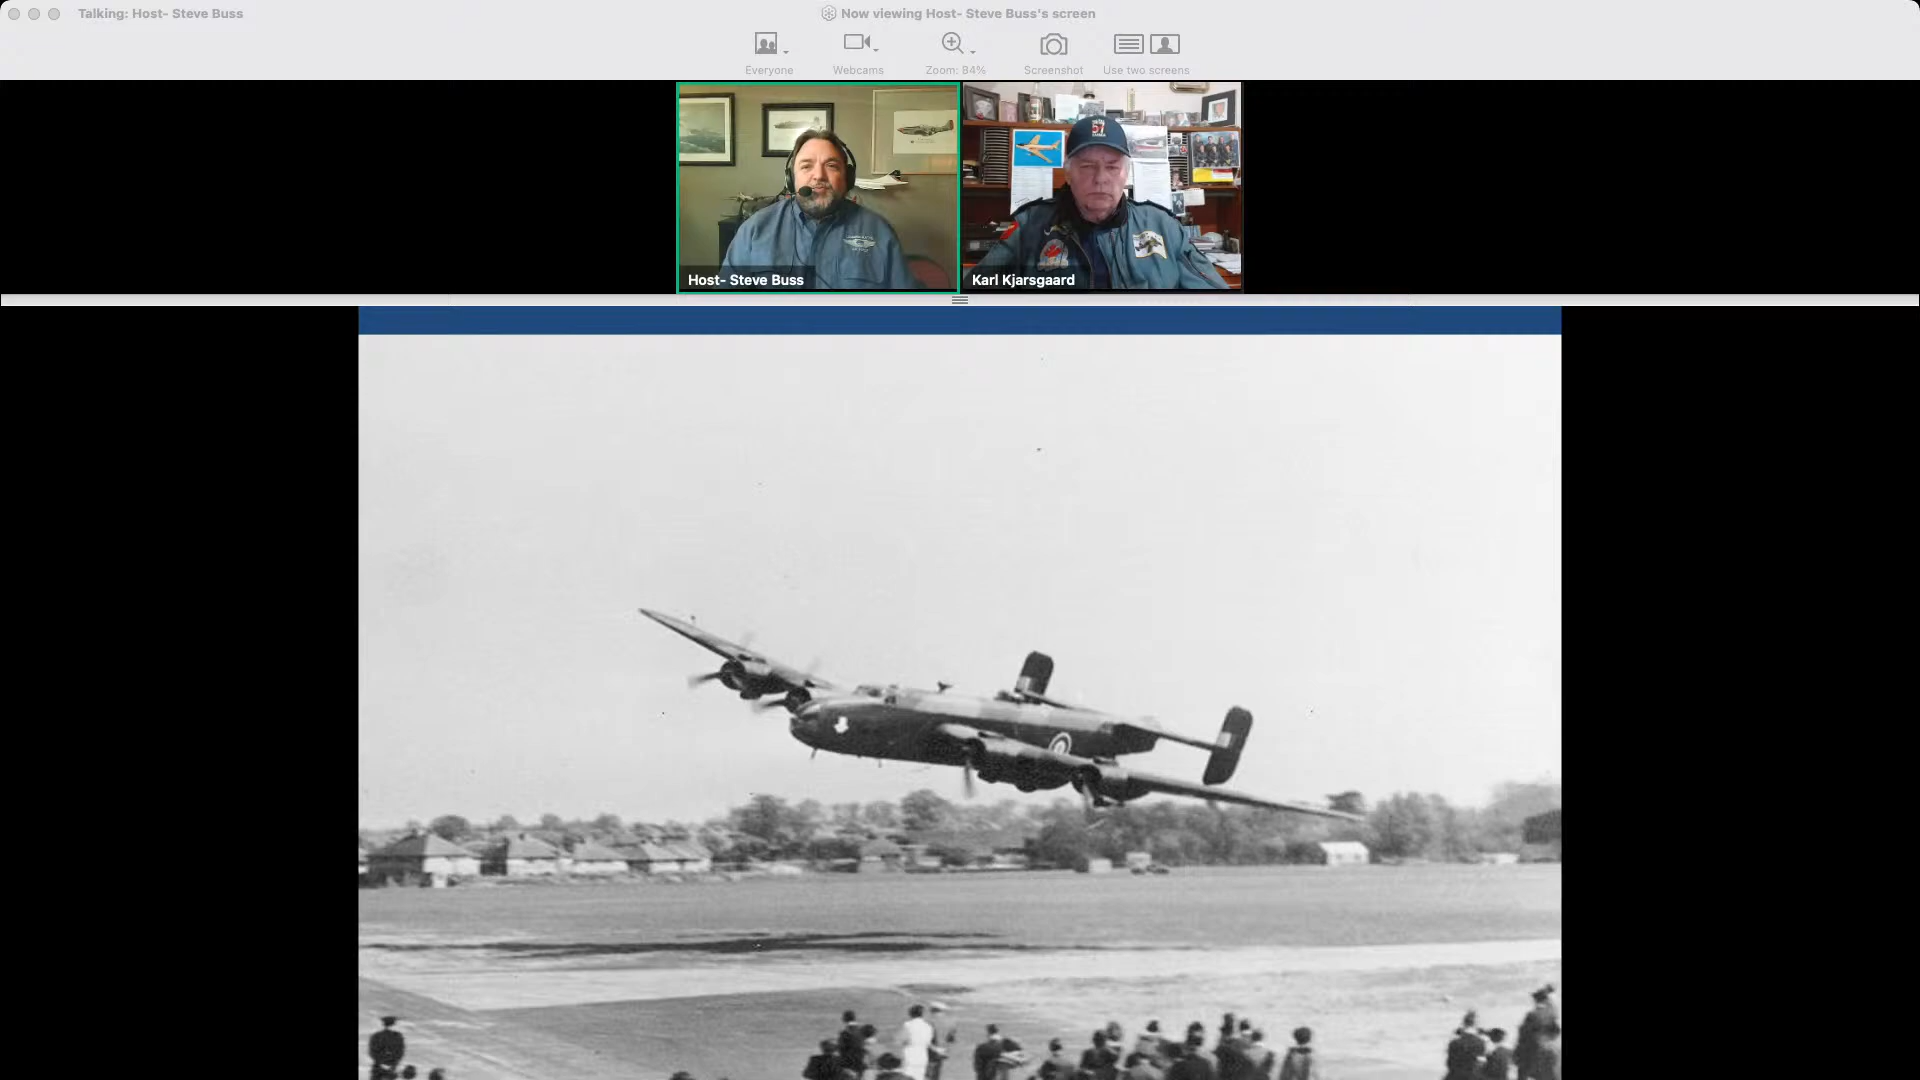 Talking: Host- Steve Buss
Now viewing Host- Steve Buss's screen
Everyone
Webcams
Zoom: 84%
Screenshot
Use two screens
57
Host- Steve Buss
Karl Kjarsgaard